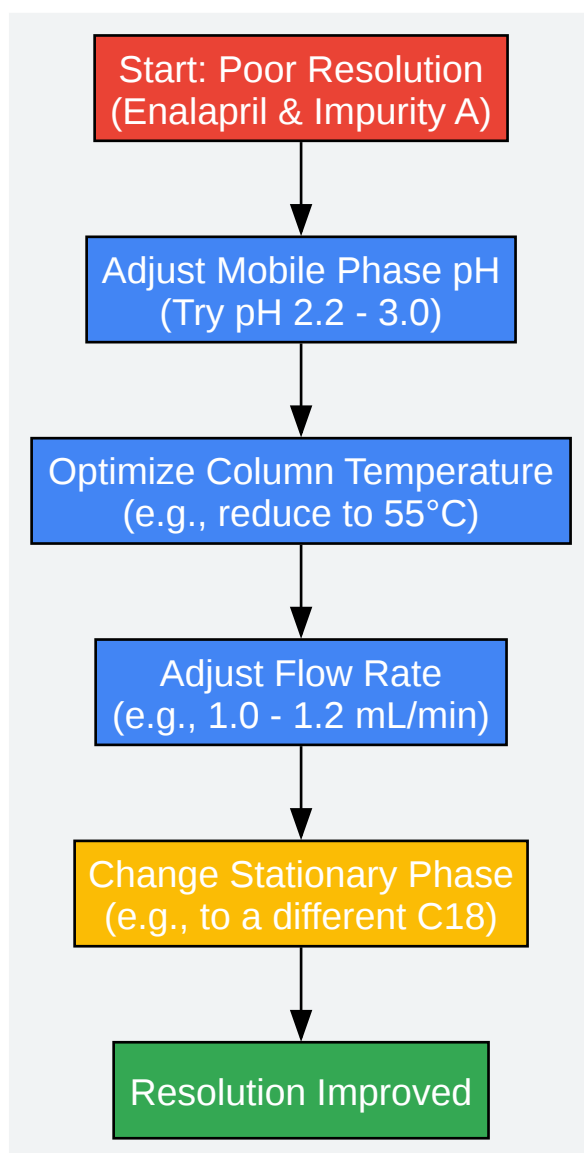 Start: Poor Resolution
(Enalapril & Impurity A)
Adjust Mobile Phase pH
(Try pH 2.2 - 3.0)
Optimize Column Temperature
(e.g., reduce to 55°C)
Adjust Flow Rate
(e.g., 1.0 - 1.2 mL/min)
Change Stationary Phase
(e.g., to a different C18)
Resolution Improved